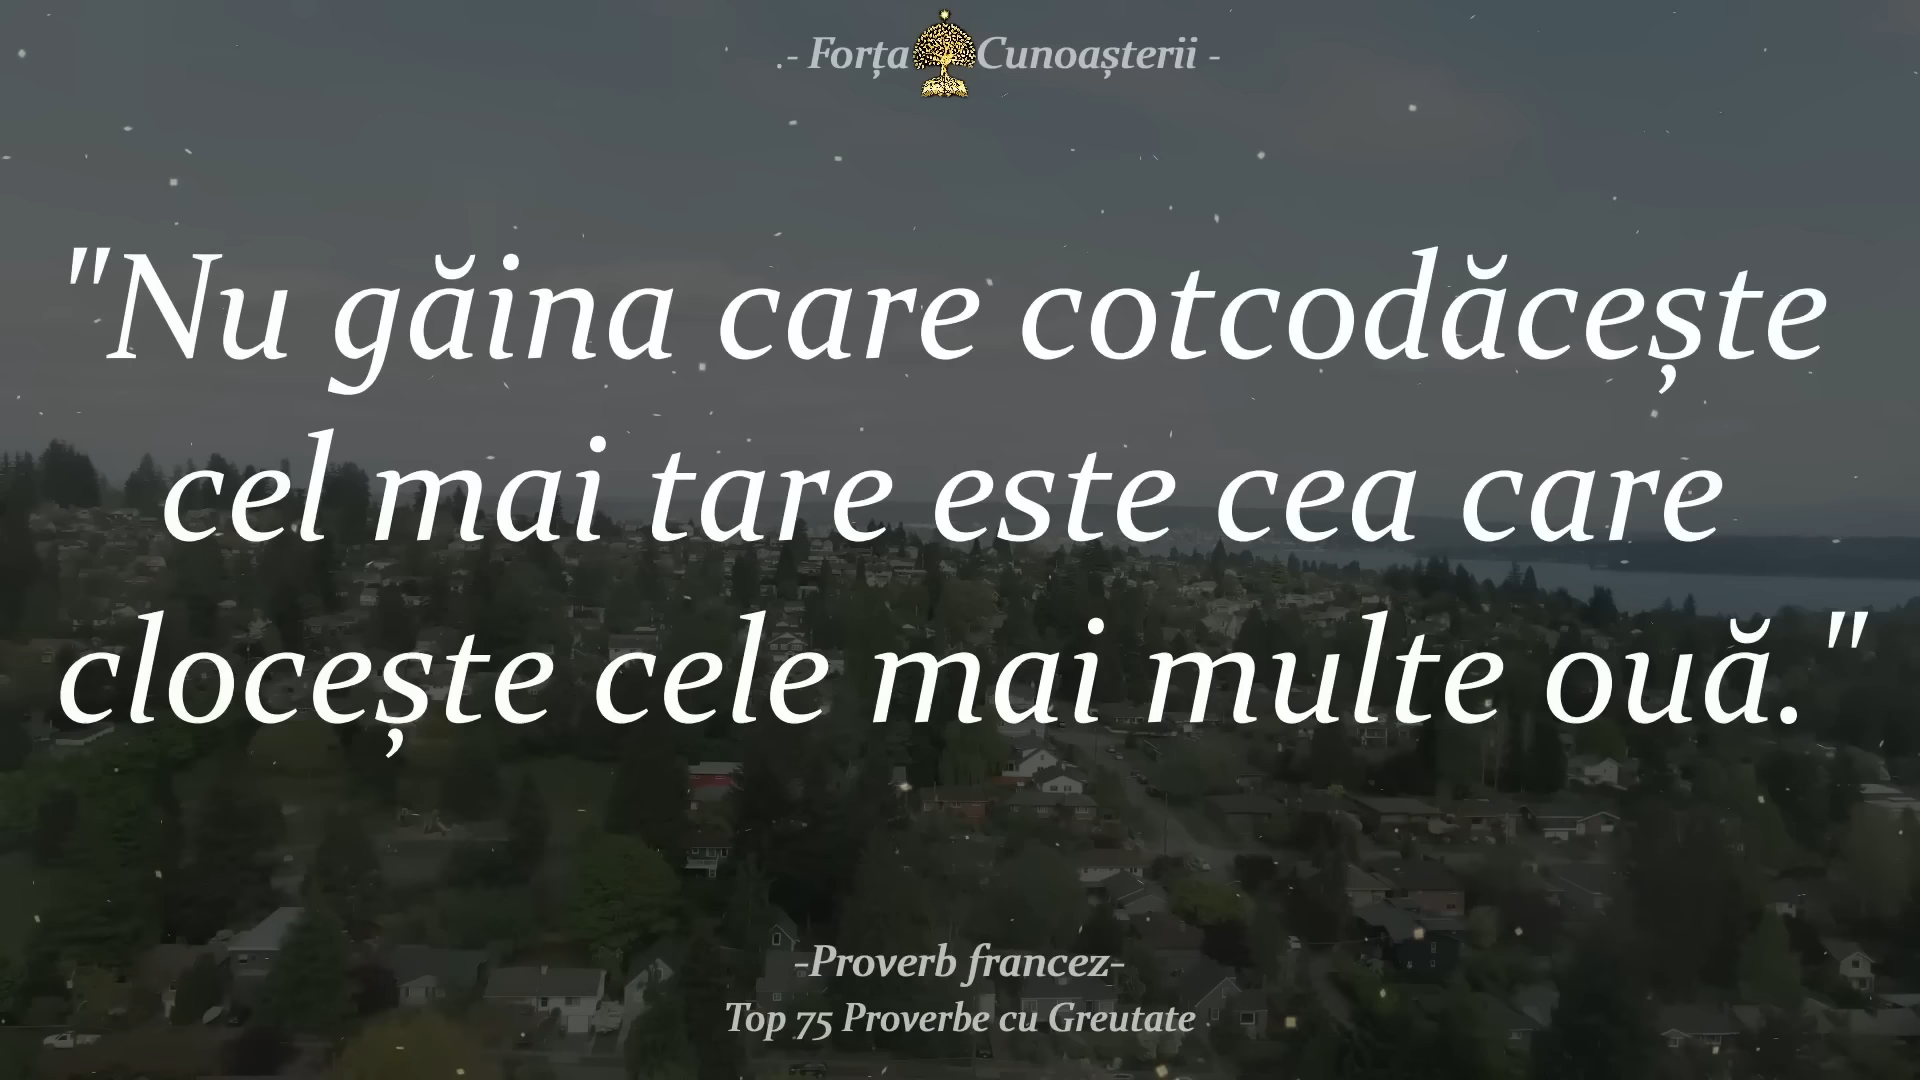 .- Forța Cunoașterii -
"Nu găina care cotcodăcește
cel mai tare este cea care
clocește cele mai multe ouă."
-Proverb francez-
Top 75 Proverbe cu Greutate